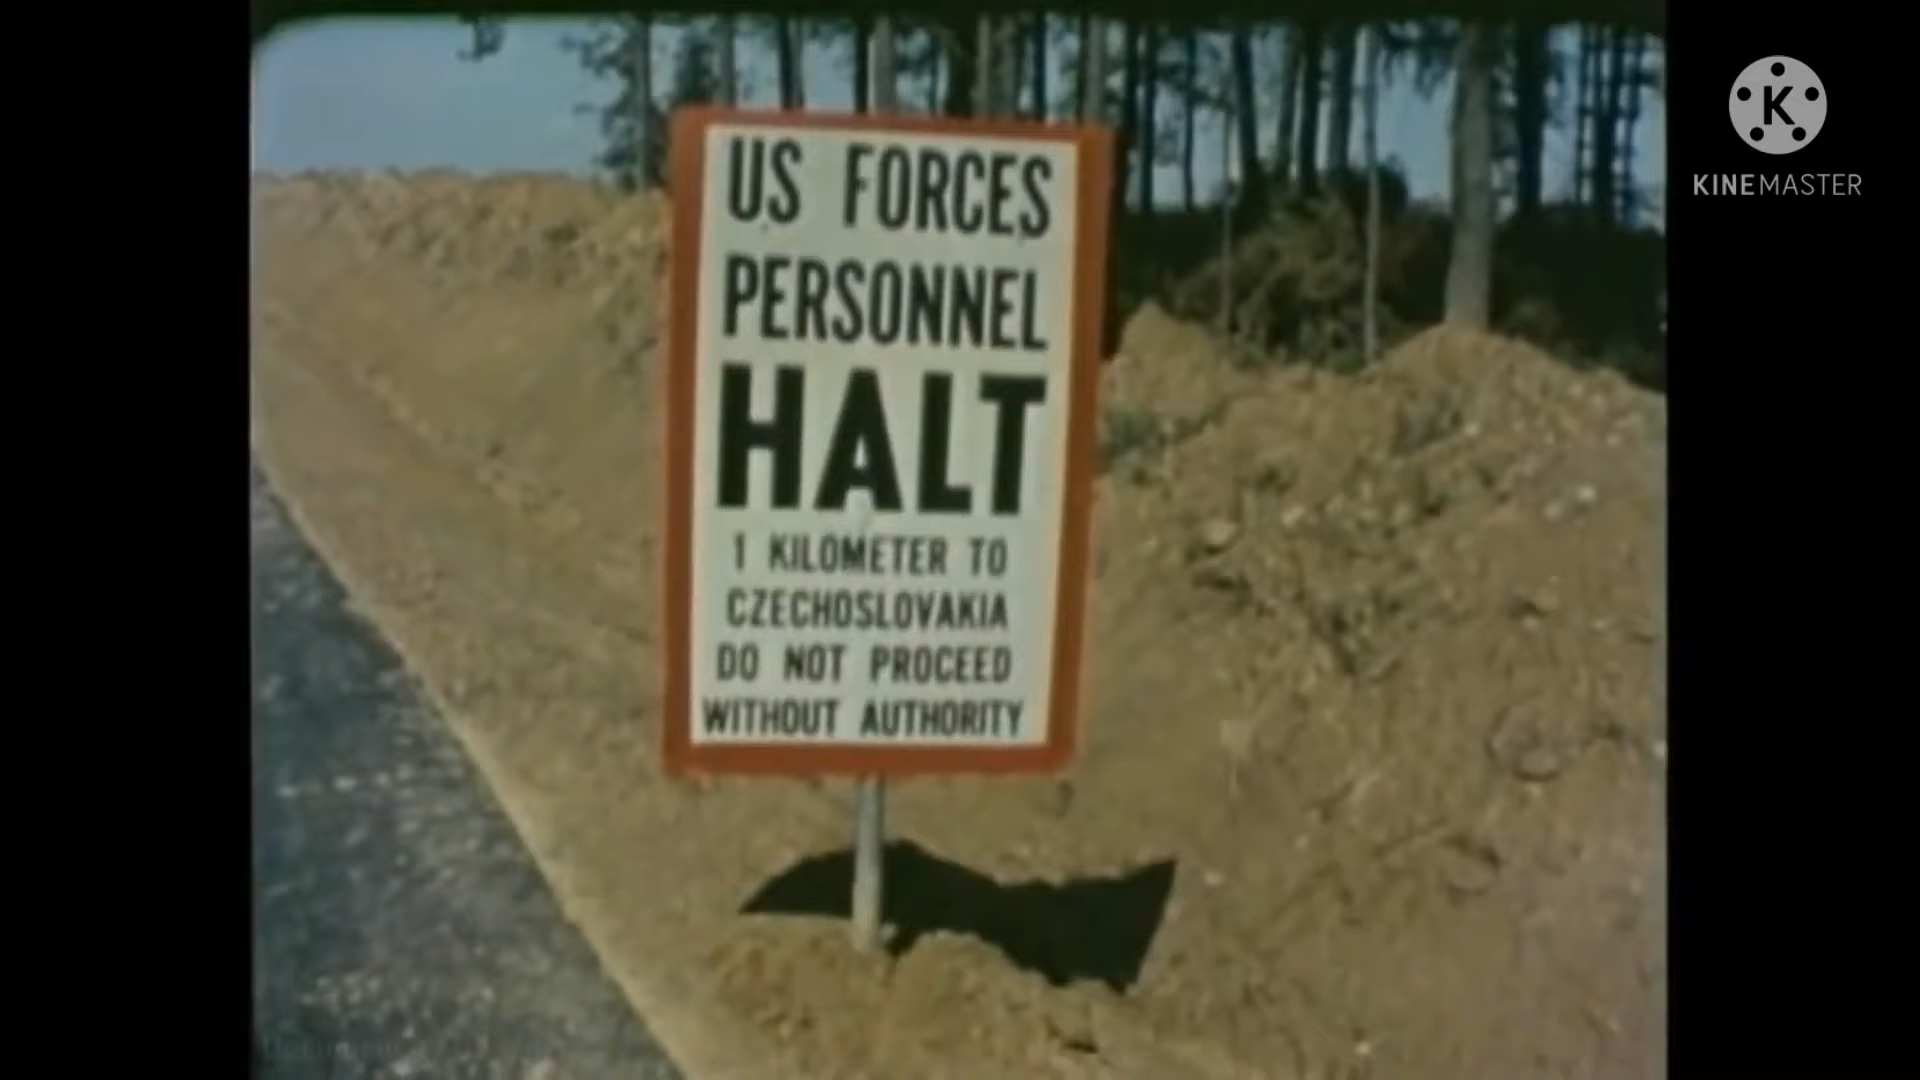 US FORCES
PERSONNEL
HALT
1 KILOMETER TO
CZECHOSLOVAKIA
DO NOT PROCEED
WITHOUT AUTHORITY
K
KINEMASTER